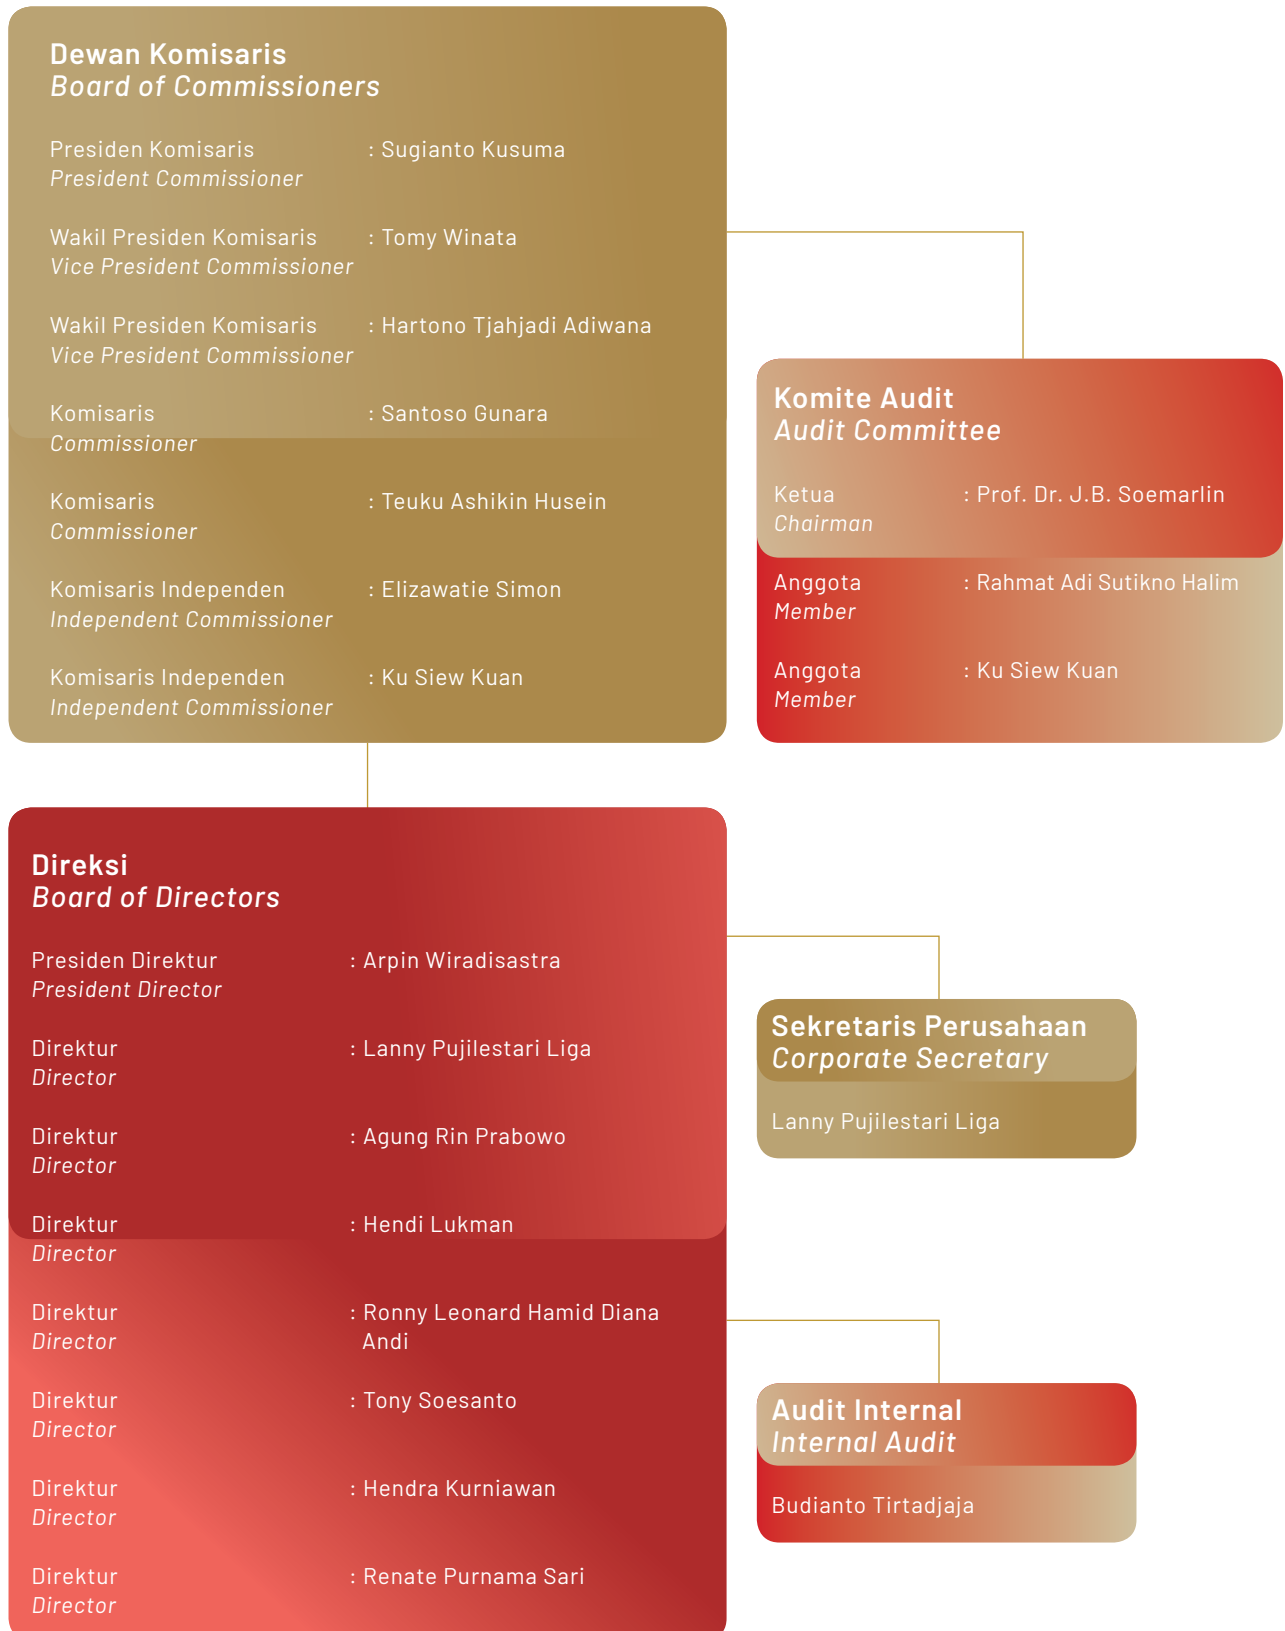 Dewan Komisaris
Board of Commissioners
Presiden Komisaris : Sugianto Kusuma
President Commissioner
Wakil Presiden Komisaris : Tomy Winata
Vice President Commissioner
Wakil Presiden Komisaris : Hartono Tjahjadi Adiwana
Vice President Commissioner
Komisaris : Santoso Gunara
Commissioner
Komisaris : Teuku Ashikin Husein
Commissioner
Komisaris Independen : Elizawatie Simon
Independent Commissioner
Komisaris Independen : Ku Siew Kuan
Independent Commissioner
Komite Audit
Audit Committee
Ketua : Prof. Dr. J.B. Soemarlin
Chairman
Anggota : Rahmat Adi Sutikno Halim
Member
Anggota : Ku Siew Kuan
Member
Direksi
Board of Directors
Presiden Direktur : Arpin Wiradisastra
President Director
Direktur : Lanny Pujilestari Liga
Director
Direktur : Agung Rin Prabowo
Director
Direktur : Hendi Lukman
Director
Direktur : Ronny Leonard Hamid Diana
Director Andi
Direktur : Tony Soesanto
Director
Direktur : Hendra Kurniawan
Director
Direktur : Renate Purnama Sari
Director
Sekretaris Perusahaan
Corporate Secretary
Lanny Pujilestari Liga
Audit Internal
Internal Audit
Budianto Tirtadjaja